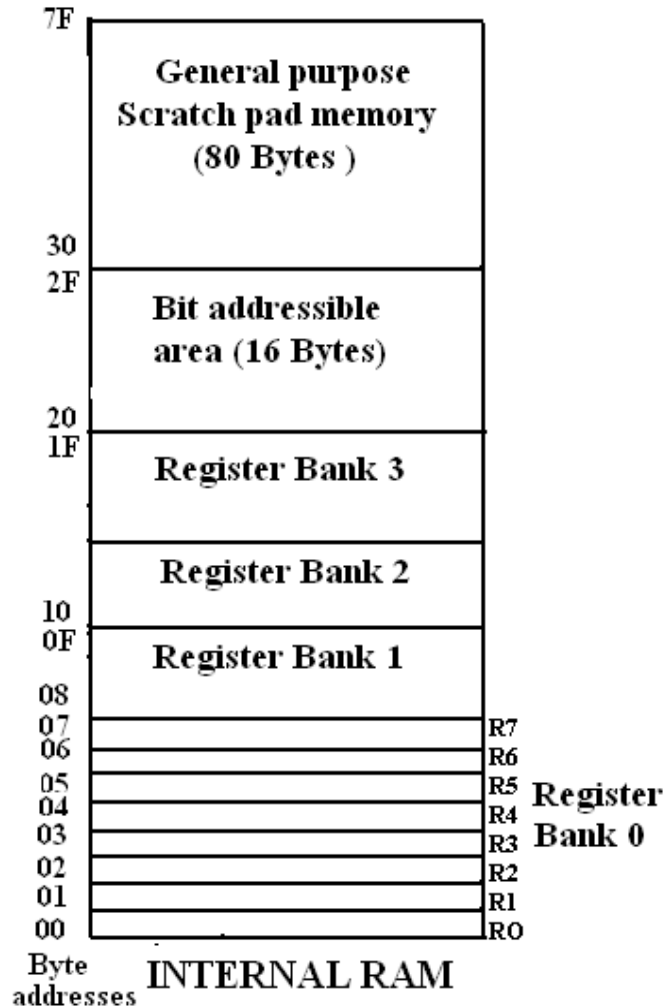 7F
General purpose
Scratch pad memory
(80 Bytes )
30
2F
Bit addressible
area (16 Bytes)
20
1F
Register Bank 3
Register Bank 2
10
0F
Register Bank 1
08
07 R7
06 R6
05 R5
04 R4
03 R3
02 R2
01 R1
00 RO
Register
Bank 0
Byte
addresses
INTERNAL RAM